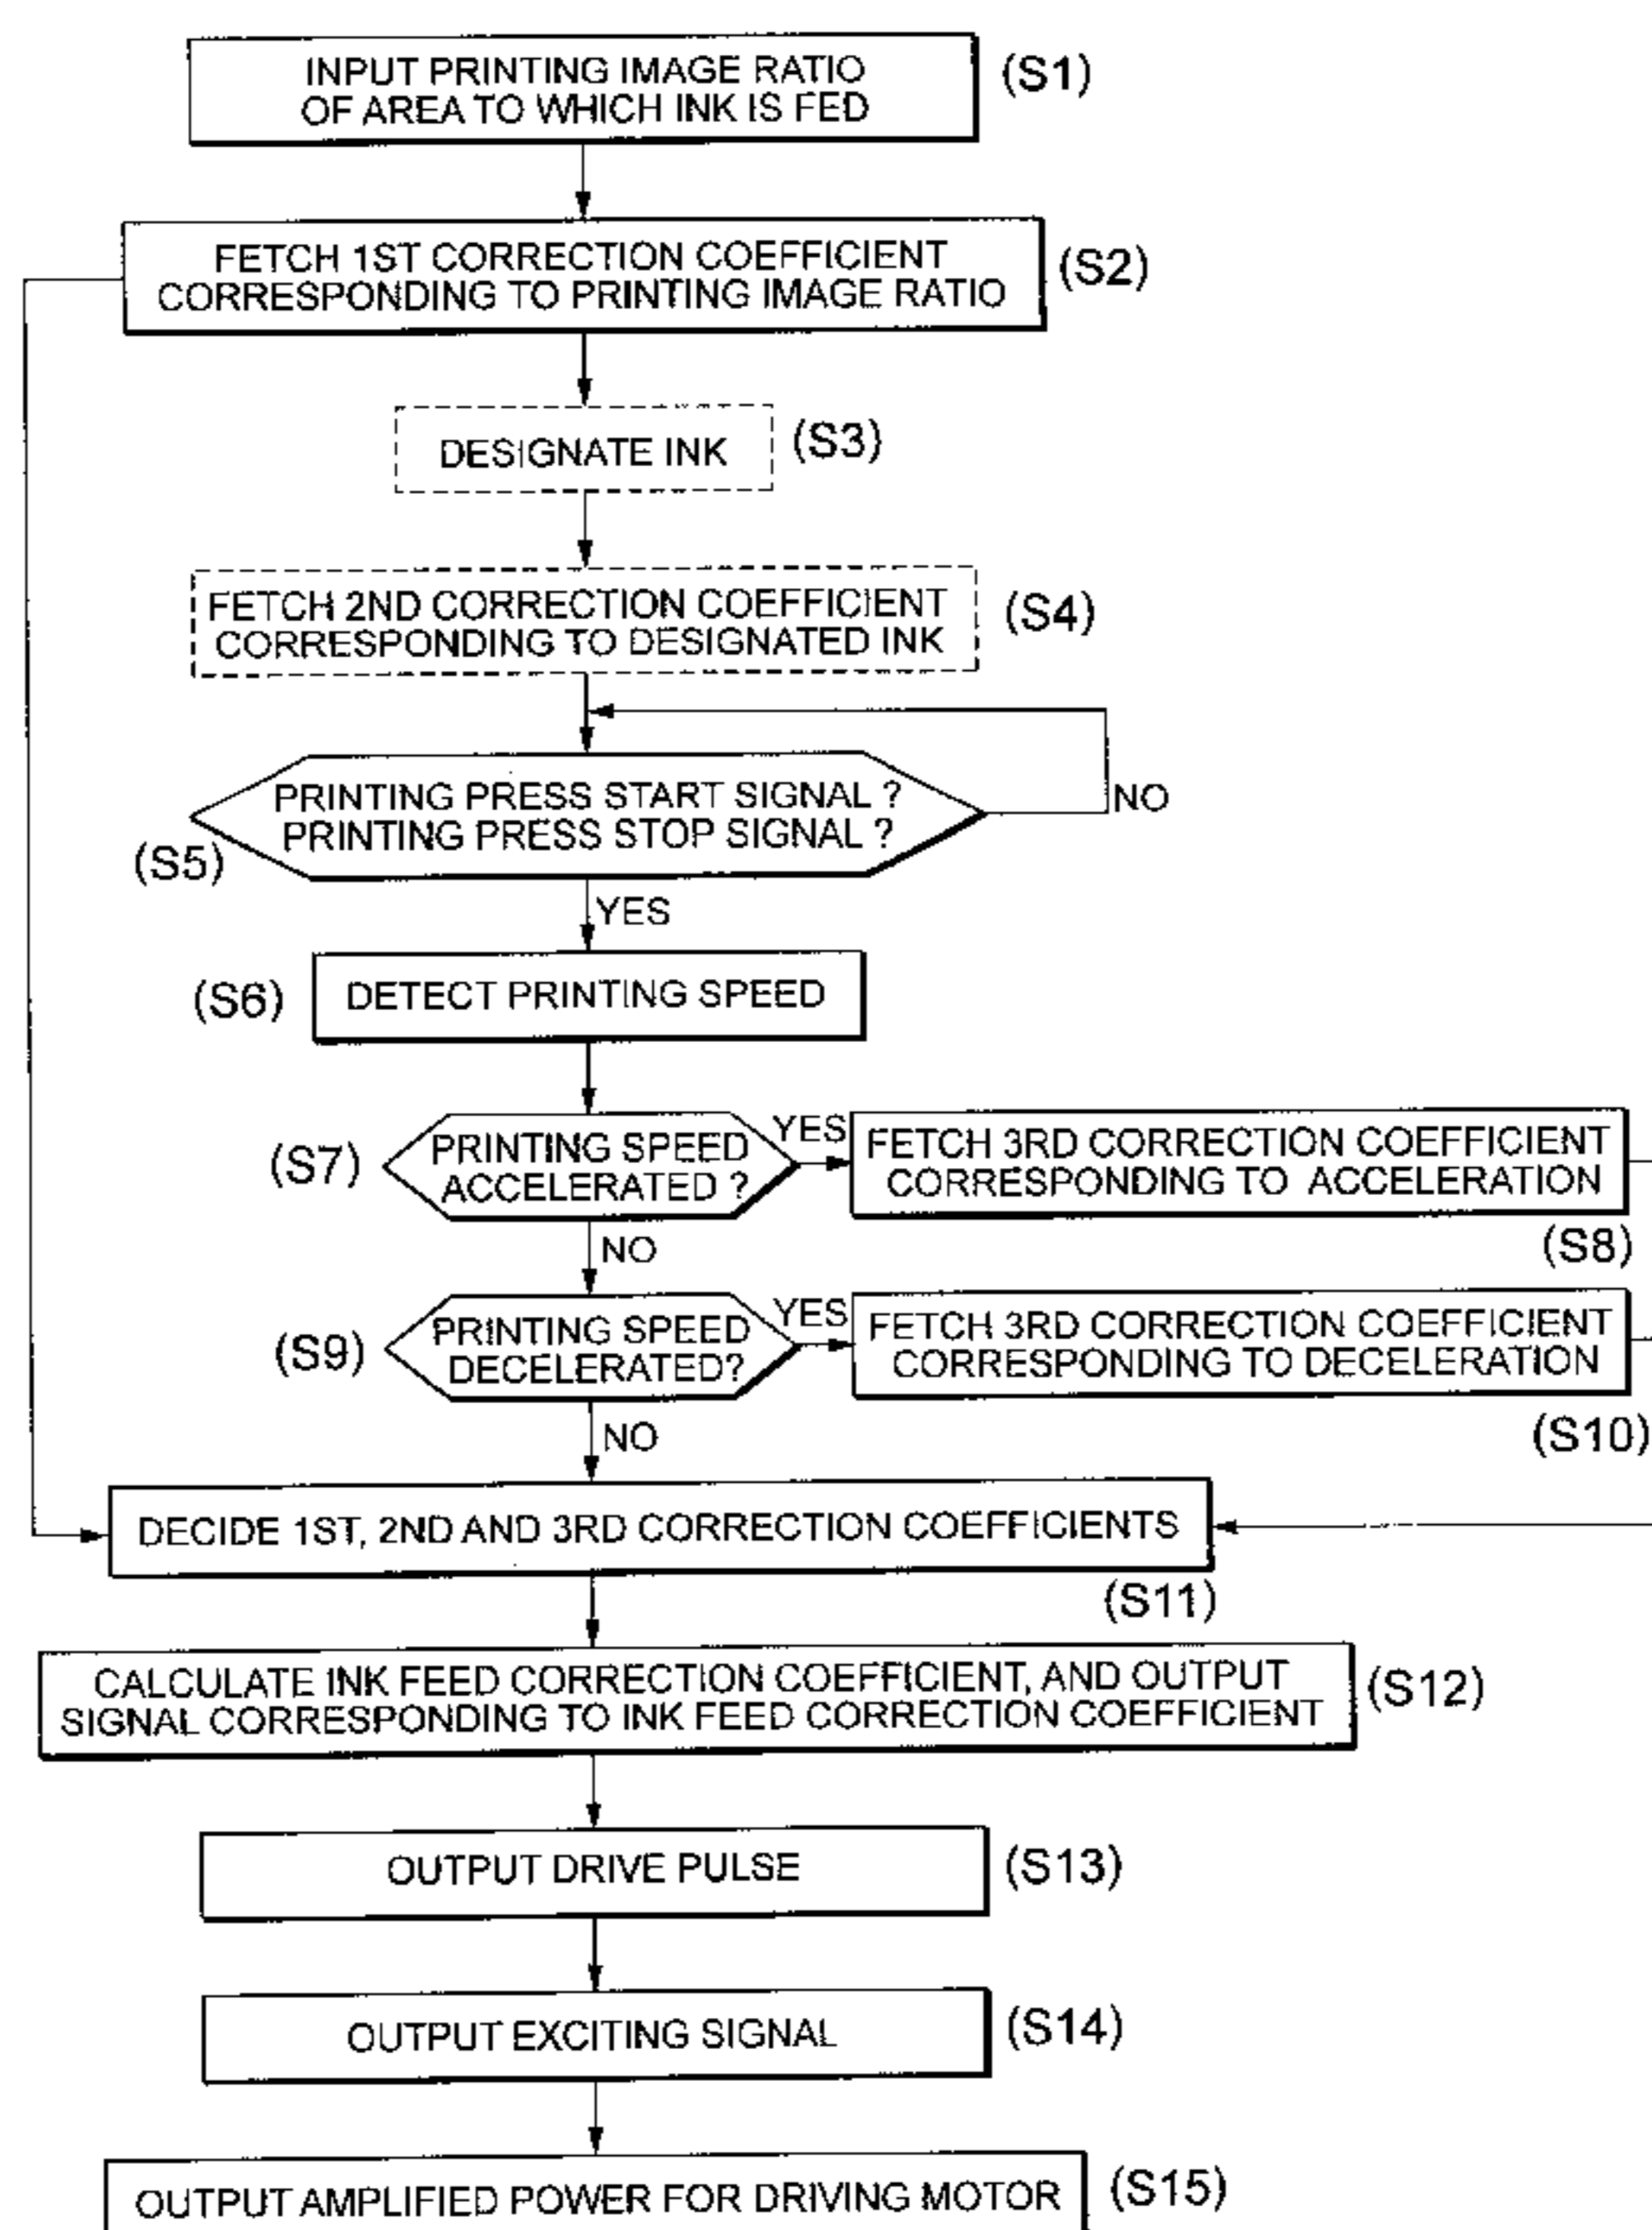 INPUT PRINTING IMAGE RATIO
OF AREA TO WHICH INK IS FED
(S1)
FETCH 1ST CORRECTION COEFFICIENT
CORRESPONDING TO PRINTING IMAGE RATIO
(S2)
DESIGNATE INK
(S3)
FETCH 2ND CORRECTION COEFFICIENT
CORRESPONDING TO DESIGNATED INK
(S4)
PRINTING PRESS START SIGNAL ?
PRINTING PRESS STOP SIGNAL ?
NO
(S5)
YES
(S6)
DETECT PRINTING SPEED
(S7)
PRINTING SPEED
ACCELERATED ?
YES
FETCH 3RD CORRECTION COEFFICIENT
CORRESPONDING TO ACCELERATION
(S8)
NO
(S9)
PRINTING SPEED
DECELERATED?
YES
FETCH 3RD CORRECTION COEFFICIENT
CORRESPONDING TO DECELERATION
(S10)
NO
DECIDE 1ST, 2ND AND 3RD CORRECTION COEFFICIENTS
(S11)
CALCULATE INK FEED CORRECTION COEFFICIENT, AND OUTPUT
SIGNAL CORRESPONDING TO INK FEED CORRECTION COEFFICIENT
(S12)
OUTPUT DRIVE PULSE
(S13)
OUTPUT EXCITING SIGNAL
(S14)
OUTPUT AMPLIFIED POWER FOR DRIVING MOTOR
(S15)